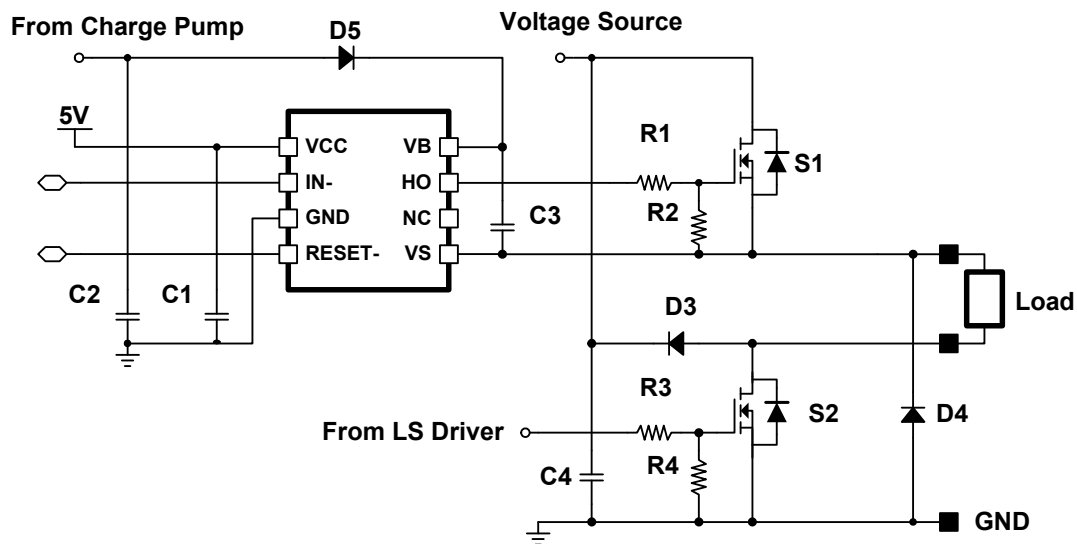 From Charge Pump
D5
Voltage Source
5V
VCC
VB
IN-
HO
GND
NC
RESET-
VS
R1
R2
S1
C3
C2
C1
D3
Load
R3
S2
D4
From LS Driver
R4
C4
GND